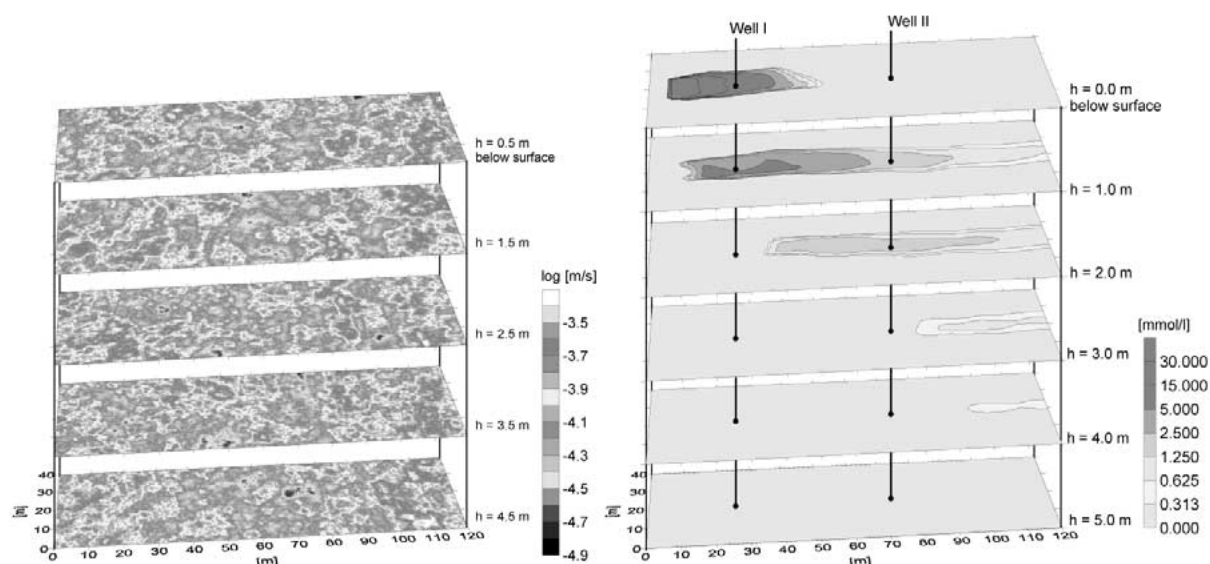 h = 0.5 m
below surface
h = 1.5 m
h = 2.5 m
h = 3.5 m
h = 4.5 m
40
30
20
10
0
[m]
0 10 20 30 40 50 60 70 80 90 100 110 120
[m]
log [m/s]
-3.5
-3.7
-3.9
-4.1
-4.3
-4.5
-4.7
-4.9
Well I
Well II
h = 0.0 m
below surface
h = 1.0 m
h = 2.0 m
h = 3.0 m
h = 4.0 m
h = 5.0 m
40
30
20
10
0
[m]
0 10 20 30 40 50 60 70 80 90 100 110 120
[m]
[mmol/l]
30.000
15.000
5.000
2.500
1.250
0.625
0.313
0.000